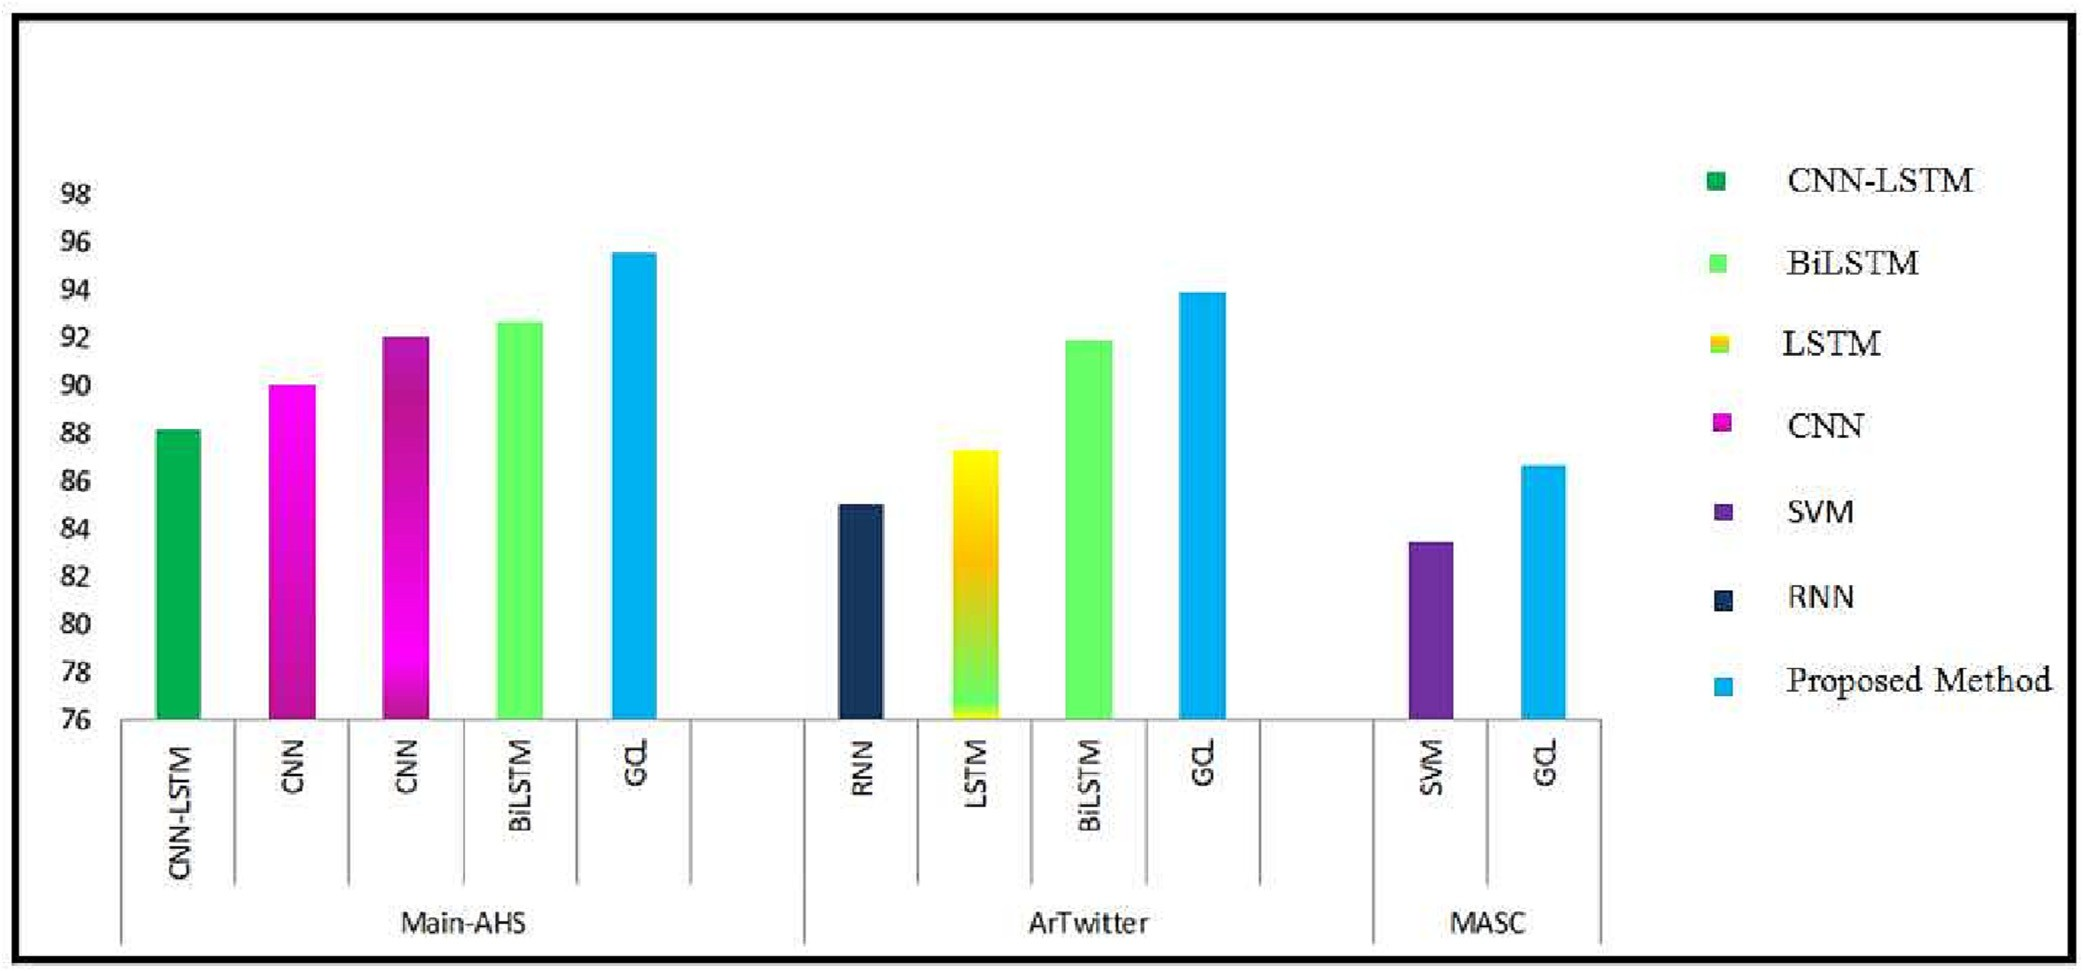 98
96
94
92
90
88
86
84
82
80
78
76
CNN-LSTM
CNN
CNN
BiLSTM
GCL
RNN
LSTM
BiLSTM
GCL
SVM
GCL
Main-AHS
ArTwitter
MASC
CNN-LSTM
BiLSTM
LSTM
CNN
SVM
RNN
Proposed Method